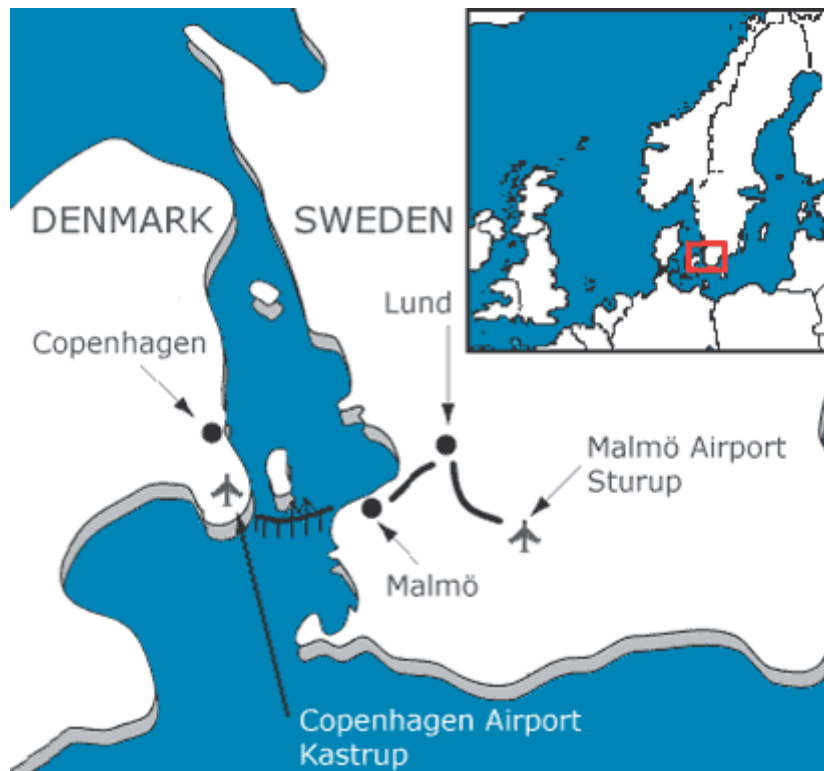 DENMARK
SWEDEN
Lund
Copenhagen
Malmö Airport
Sturup
Malmö
Copenhagen Airport
Kastrup